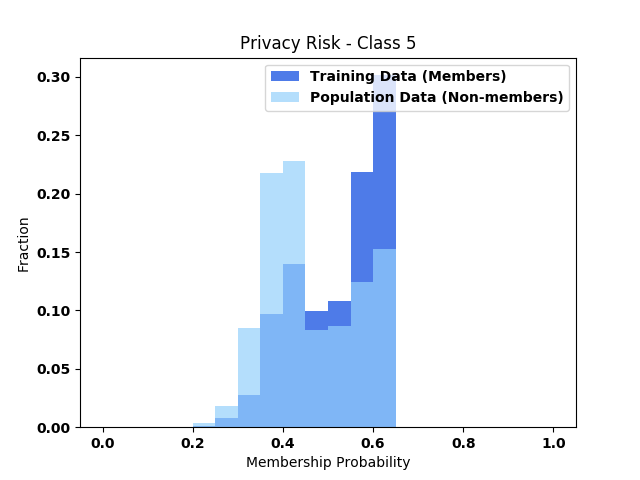 Privacy Risk - Class 5
Training Data (Members)
Population Data (Non-members)
0.30
0.25
0.20
0.15
0.10
0.05
0.00
Fraction
0.0 0.2 0.4 0.6 0.8 1.0
Membership Probability